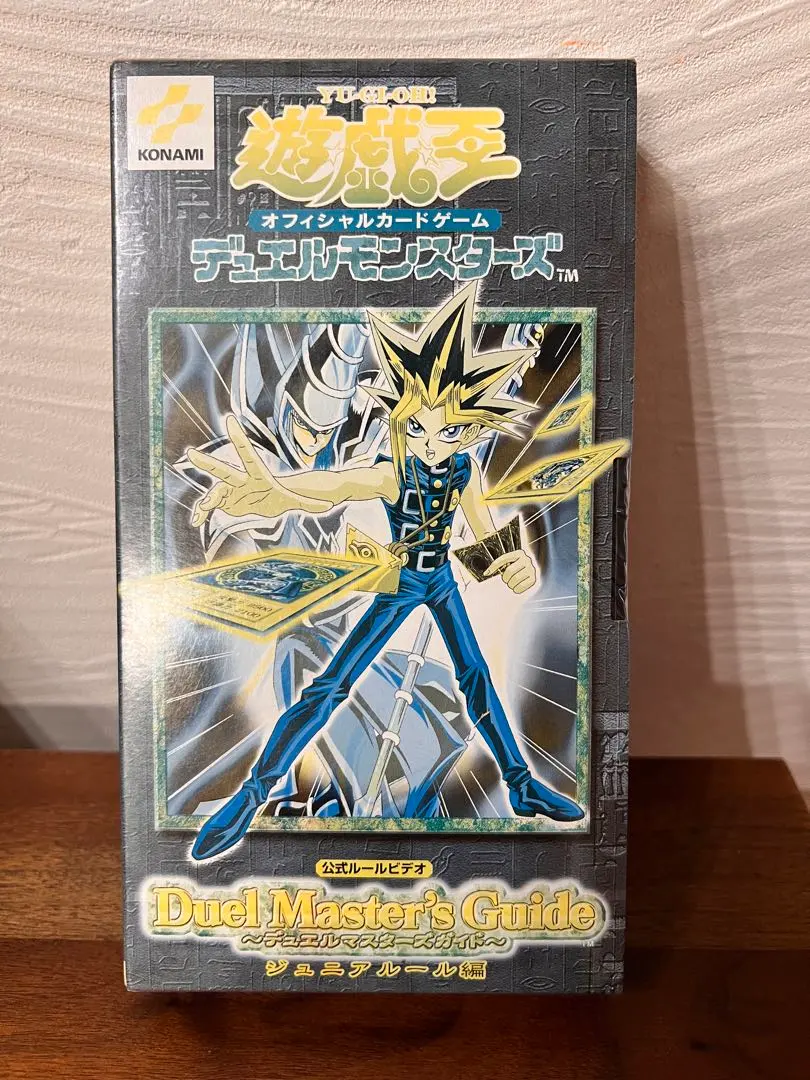 KONAMI
YU-GI-OH!
遊☆戯☆王
オフィシャルカードゲーム
デュエルモンスターズ™
公式ルールビデオ
Duel Master's Guide™
～デュエルマスターズガイド～
ジュニアルール編